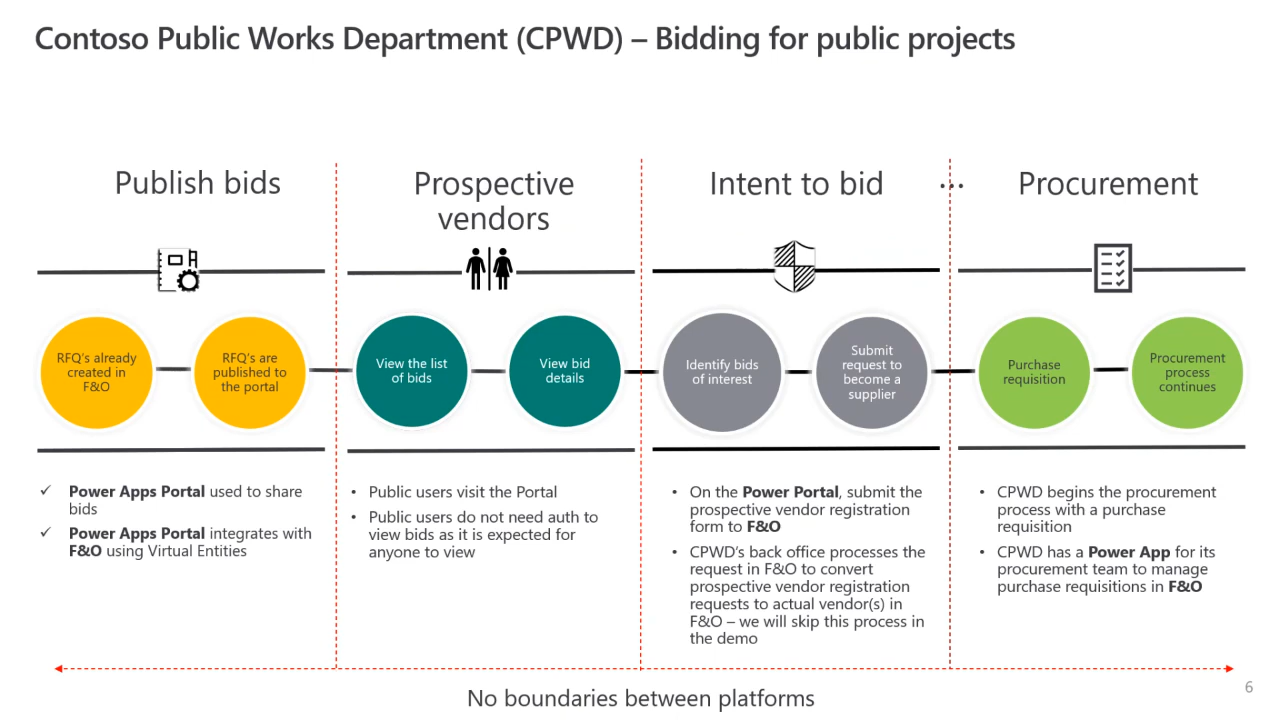 Contoso Public Works Department (CPWD) – Bidding for public projects
Publish bids
Prospective
vendors
Intent to bid
...
Procurement
RFQ's already
created in
F&O
RFQ's are
published to
the portal
View the list
of bids
View bid
details
Identify bids
of interest
Submit
request to
become a
supplier
Purchase
requisition
Procurement
process
continues
✓ Power Apps Portal used to share
bids
✓ Power Apps Portal integrates with
F&O using Virtual Entities
• Public users visit the Portal
• Public users do not need auth to
view bids as it is expected for
anyone to view
• On the Power Portal, submit the
prospective vendor registration
form to F&O
• CPWD's back office processes the
request in F&O to convert
prospective vendor registration
requests to actual vendor(s) in
F&O – we will skip this process in
the demo
• CPWD begins the procurement
process with a purchase
requisition
• CPWD has a Power App for its
procurement team to manage
purchase requisitions in F&O
No boundaries between platforms
6